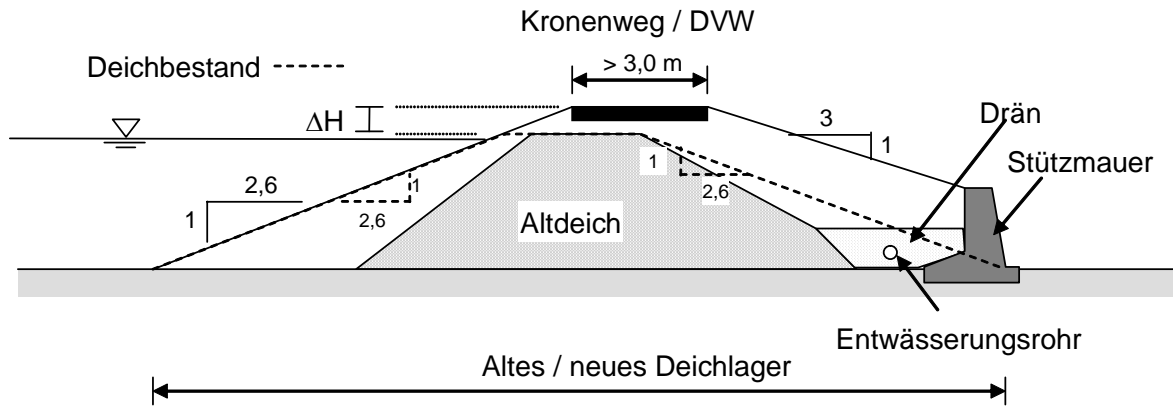 Kronenweg / DVW
Deichbestand
> 3,0 m
ΔH
3
1
Drän
Stützmauer
1
2,6
2,6
1
1
2,6
Altdeich
Entwässerungsrohr
Altes / neues Deichlager